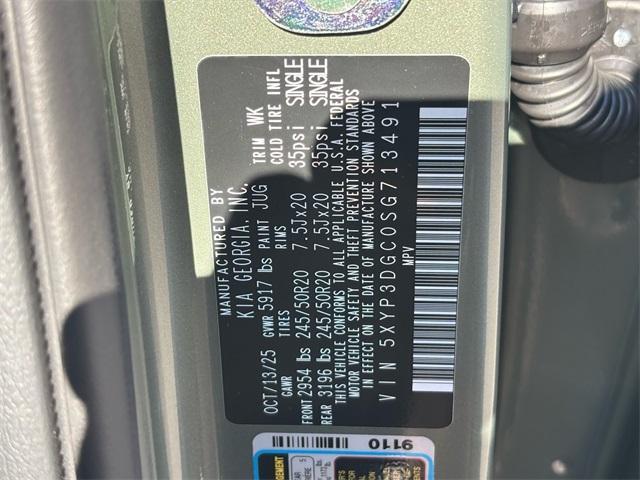 MANUFACTURED BY
KIA GEORGIA, INC.
OCT/13/25 GVWR 5917 lbs PAINT JUG TRIM WK
GAWR TIRES RIMS COLD TIRE INFL
FRONT 2954 lbs 245/50R20 7.5Jx20 35psi SINGLE
REAR 3196 lbs 245/50R20 7.5Jx20 35psi SINGLE
THIS VEHICLE CONFORMS TO ALL APPLICABLE U.S.A. FEDERAL
MOTOR VEHICLE SAFETY AND THEFT PREVENTION STANDARDS
IN EFFECT ON THE DATE OF MANUFACTURE SHOWN ABOVE
VIN 5XYP3DGC0SG713491
MPV
9110